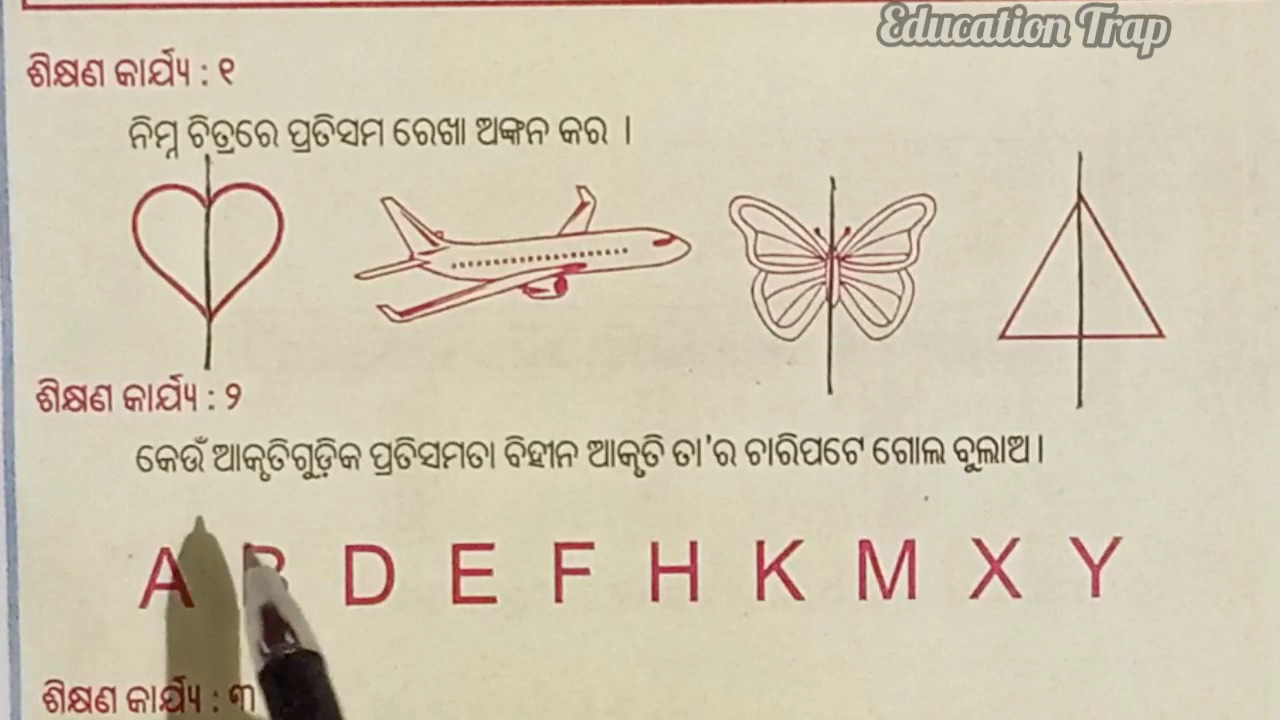 Education Trap
ଶିକ୍ଷଣ କାର୍ଯ୍ୟ : ୧
ନିମ୍ନ ଚିତ୍ରରେ ପ୍ରତିସମ ରେଖା ଅଙ୍କନ କର ।
ଶିକ୍ଷଣ କାର୍ଯ୍ୟ : ୨
କେଉଁ ଆକୃତିଗୁଡ଼ିକ ପ୍ରତିସମତା ବିହୀନ ଆକୃତି ତା'ର ଚାରିପଟେ ଗୋଲ ବୁଲାଅ ।
A B D E F H K M X Y
ଶିକ୍ଷଣ କାର୍ଯ୍ୟ : ୩